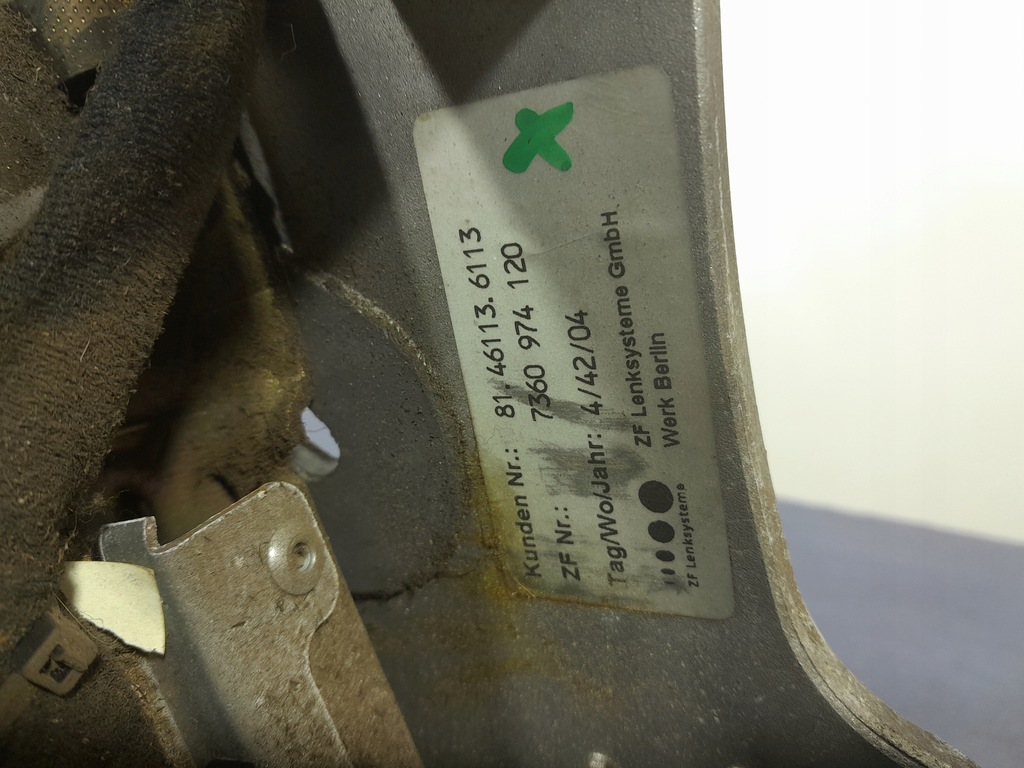 Kunden Nr.: 81.46113.6113
ZF Nr.: 7360 974 120
Tag/Wo/Jahr: 4/42/04
ZF Lenksysteme GmbH
Werk Berlin
ZF Lenksysteme